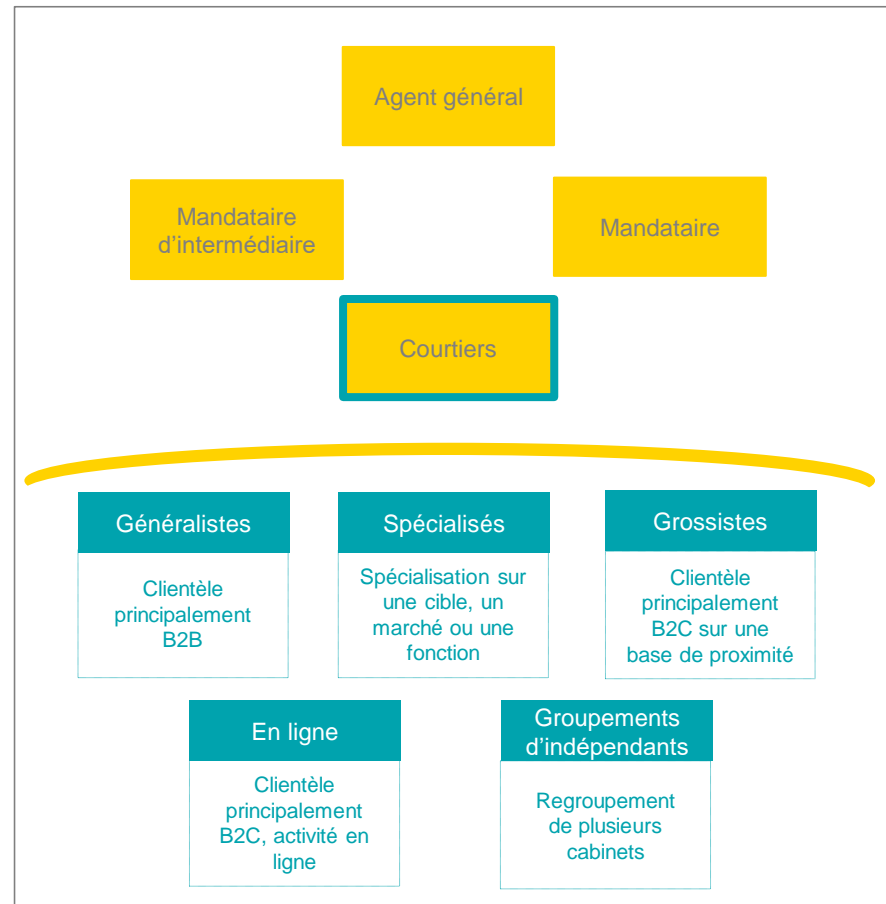 Agent général
Mandataire
d’intermédiaire
Mandataire
Courtiers
Généralistes
Clientèle
principalement
B2B
Spécialisés
Spécialisation sur
une cible, un
marché ou une
fonction
Grossistes
Clientèle
principalement
B2C sur une
base de proximité
En ligne
Clientèle
principalement
B2C, activité en
ligne
Groupements
d’indépendants
Regroupement
de plusieurs
cabinets